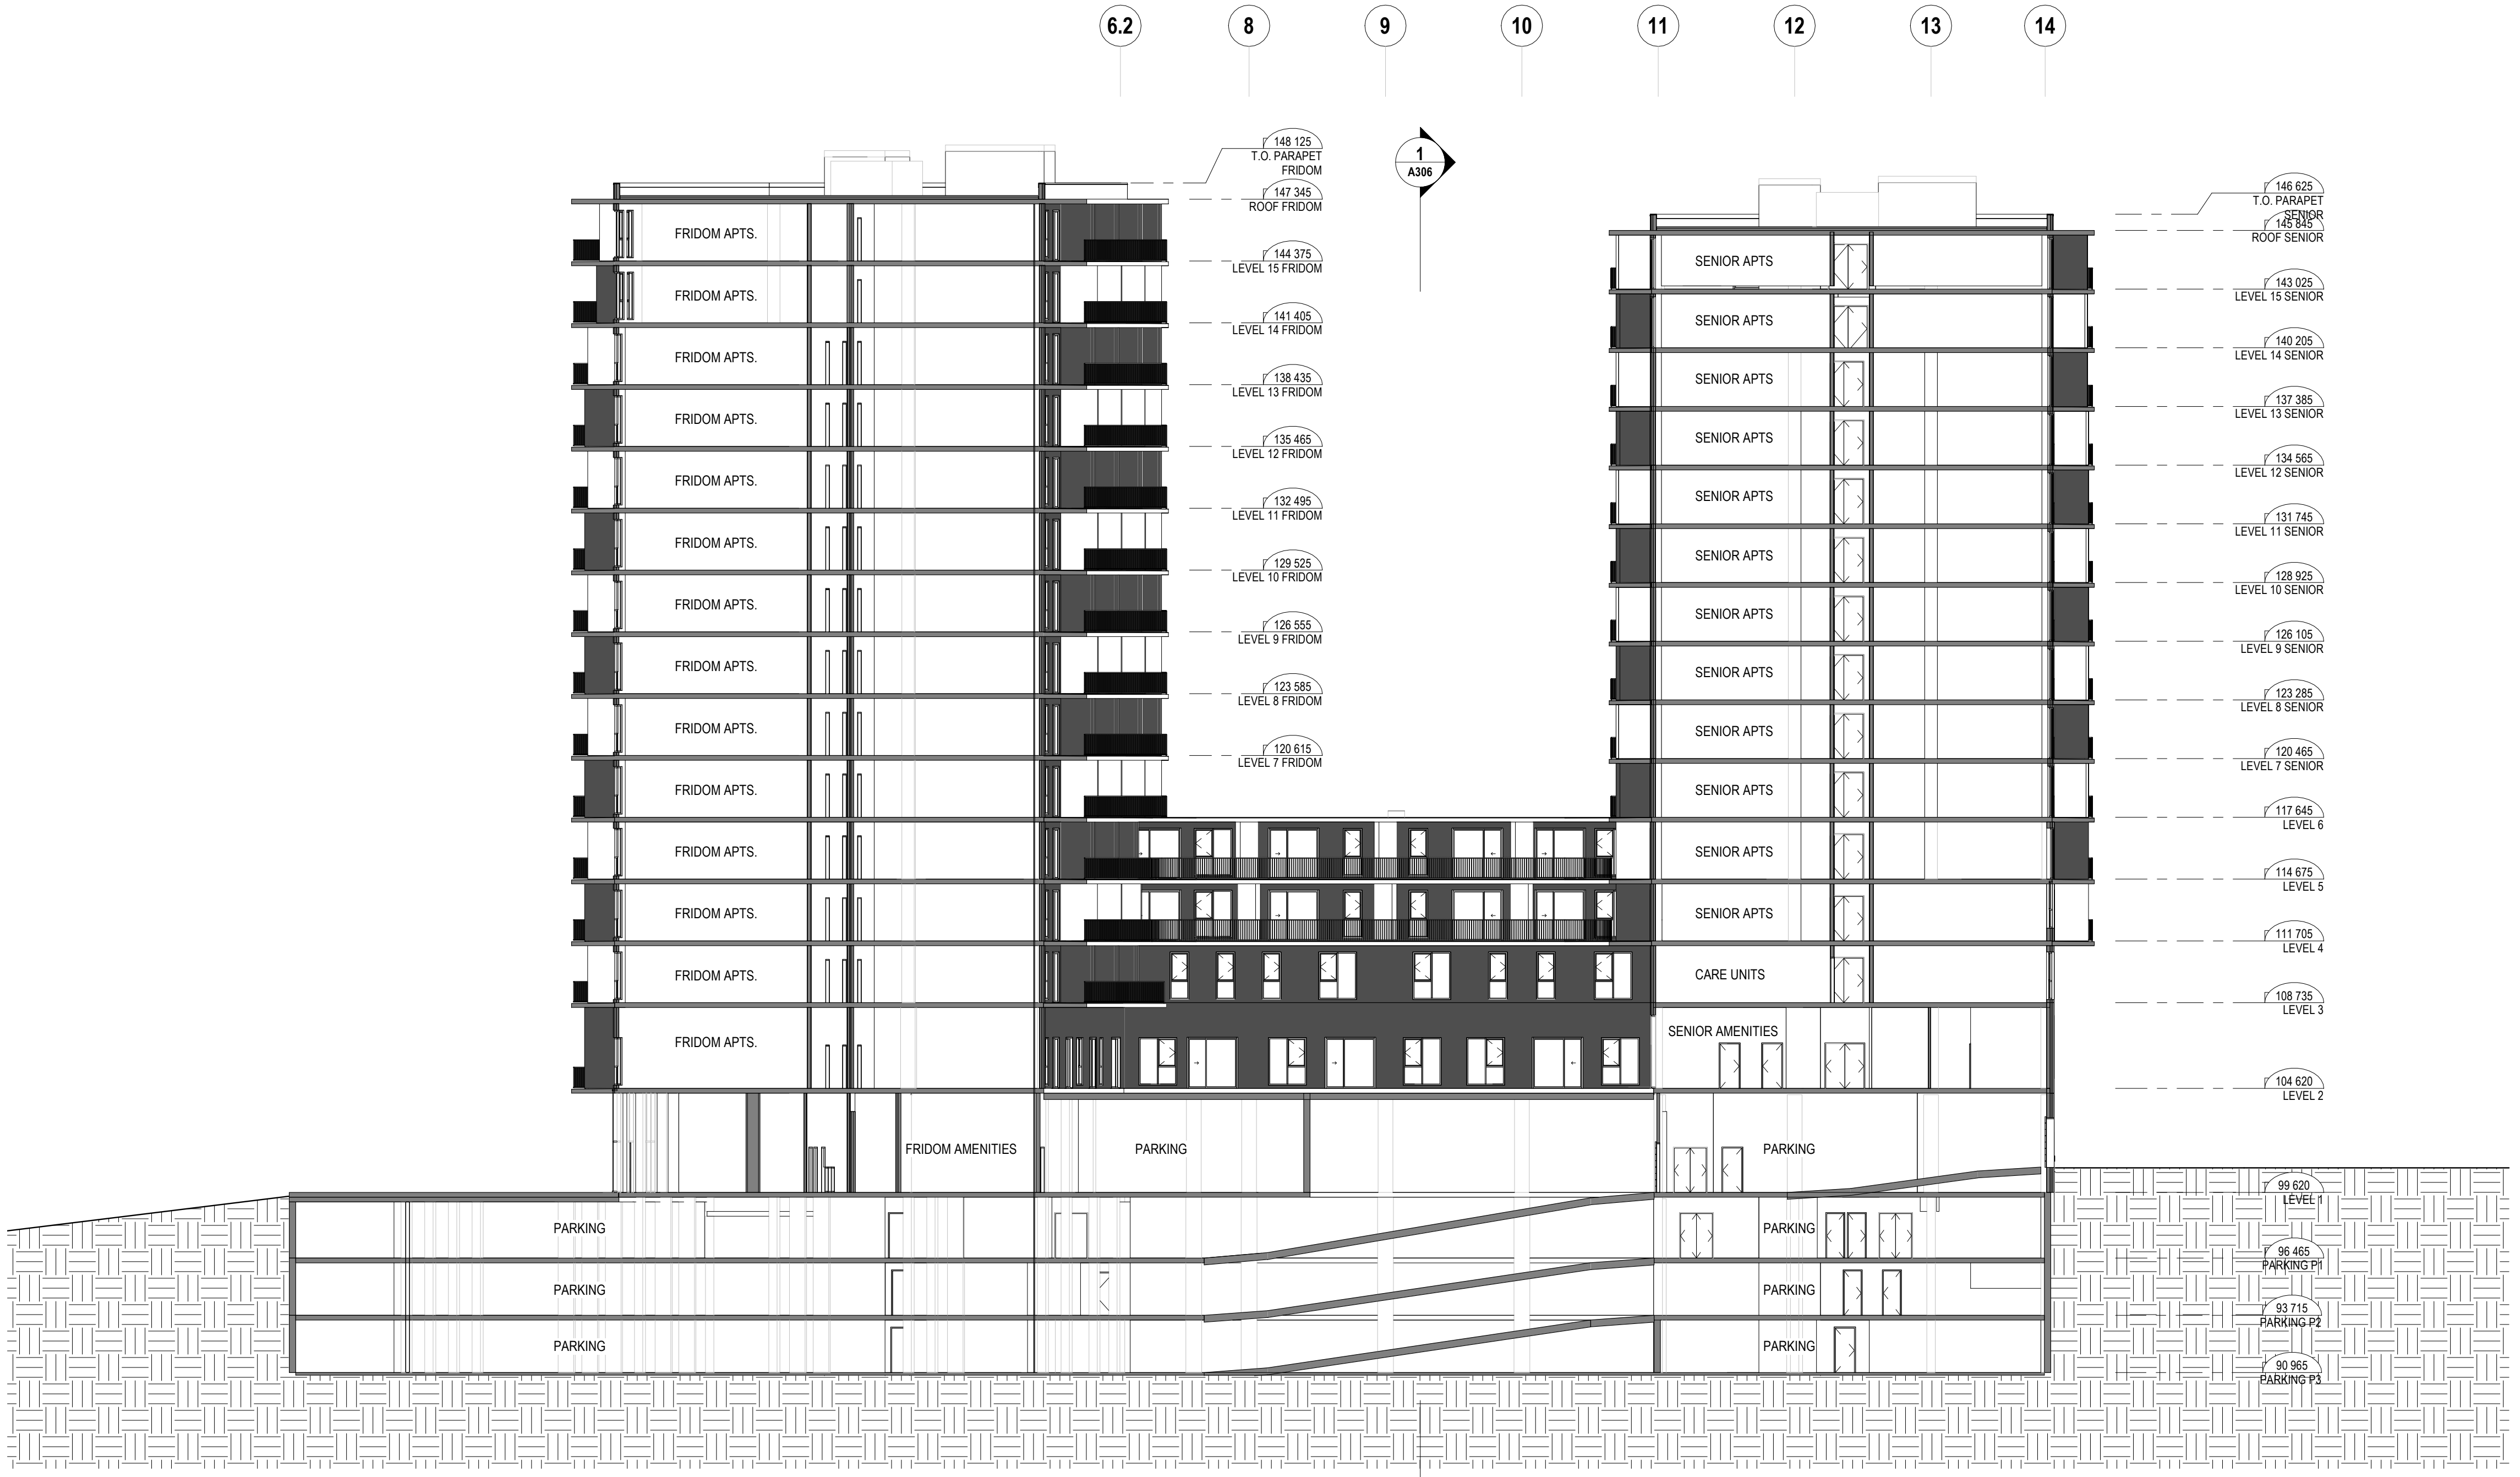 6.2 8 9 10 11 12 13 14
148 125
T.O. PARAPET
FRIDOM
147 345
ROOF FRIDOM
144 375
LEVEL 15 FRIDOM
141 405
LEVEL 14 FRIDOM
138 435
LEVEL 13 FRIDOM
135 465
LEVEL 12 FRIDOM
132 495
LEVEL 11 FRIDOM
129 525
LEVEL 10 FRIDOM
126 555
LEVEL 9 FRIDOM
123 585
LEVEL 8 FRIDOM
120 615
LEVEL 7 FRIDOM
1
A306
146 625
T.O. PARAPET
SENIOR
145 845
ROOF SENIOR
143 025
LEVEL 15 SENIOR
140 205
LEVEL 14 SENIOR
137 385
LEVEL 13 SENIOR
134 565
LEVEL 12 SENIOR
131 745
LEVEL 11 SENIOR
128 925
LEVEL 10 SENIOR
126 105
LEVEL 9 SENIOR
123 285
LEVEL 8 SENIOR
120 465
LEVEL 7 SENIOR
117 645
LEVEL 6
114 675
LEVEL 5
111 705
LEVEL 4
108 735
LEVEL 3
104 620
LEVEL 2
99 620
LEVEL 1
96 465
PARKING P1
93 715
PARKING P2
90 965
PARKING P3
FRIDOM APTS.
FRIDOM APTS.
FRIDOM APTS.
FRIDOM APTS.
FRIDOM APTS.
FRIDOM APTS.
FRIDOM APTS.
FRIDOM APTS.
FRIDOM APTS.
FRIDOM APTS.
FRIDOM APTS.
FRIDOM APTS.
FRIDOM APTS.
FRIDOM APTS.
SENIOR APTS
SENIOR APTS
SENIOR APTS
SENIOR APTS
SENIOR APTS
SENIOR APTS
SENIOR APTS
SENIOR APTS
SENIOR APTS
SENIOR APTS
SENIOR APTS
SENIOR APTS
CARE UNITS
SENIOR AMENITIES
FRIDOM AMENITIES
PARKING
PARKING
PARKING
PARKING
PARKING
PARKING
PARKING
PARKING